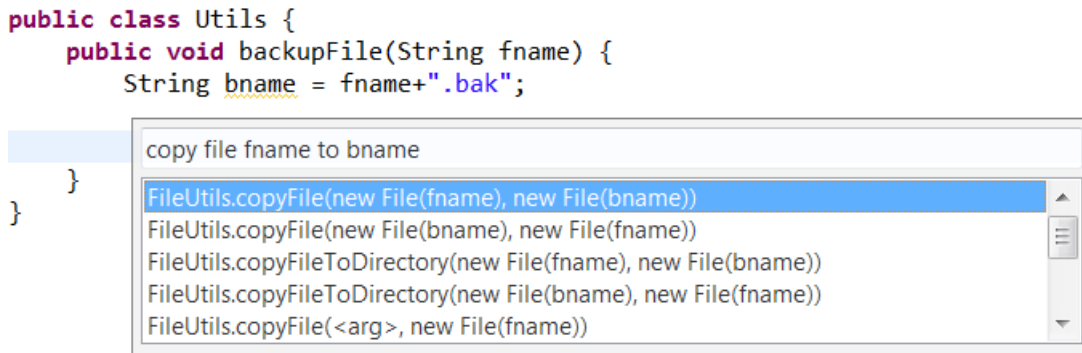 public class Utils {
public void backupFile(String fname) {
String bname = fname+".bak";
copy file fname to bname
FileUtils.copyFile(new File(fname), new File(bname))
FileUtils.copyFile(new File(bname), new File(fname))
FileUtils.copyFileToDirectory(new File(fname), new File(bname))
FileUtils.copyFileToDirectory(new File(bname), new File(fname))
FileUtils.copyFile(<arg>, new File(fname))
}
}